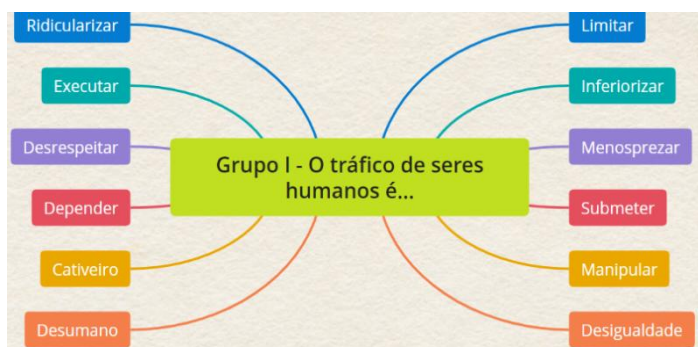 Ridicularizar
Executar
Desrespeitar
Depender
Cativeiro
Desumano
Grupo I - O tráfico de seres
humanos é...
Limitar
Inferiorizar
Menosprezar
Submeter
Manipular
Desigualdade